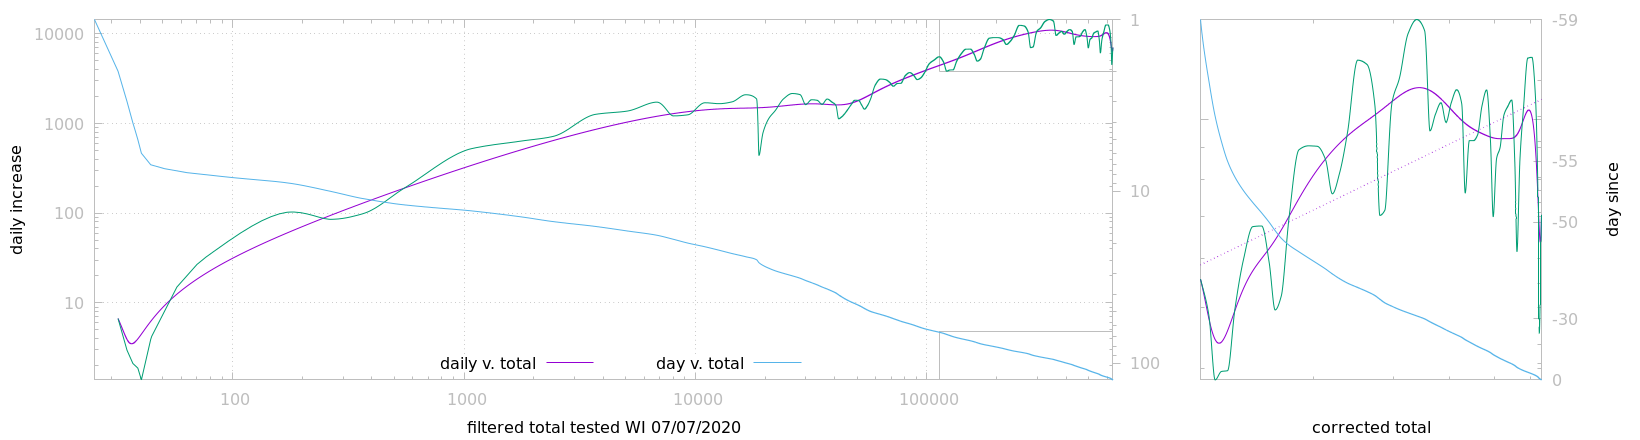 10000
1000
100
10
daily increase
daily v. total
day v. total
1
10
100
100
1000
10000
100000
filtered total tested WI 07/07/2020
-59
-55
-50
-30
0
day since
corrected total